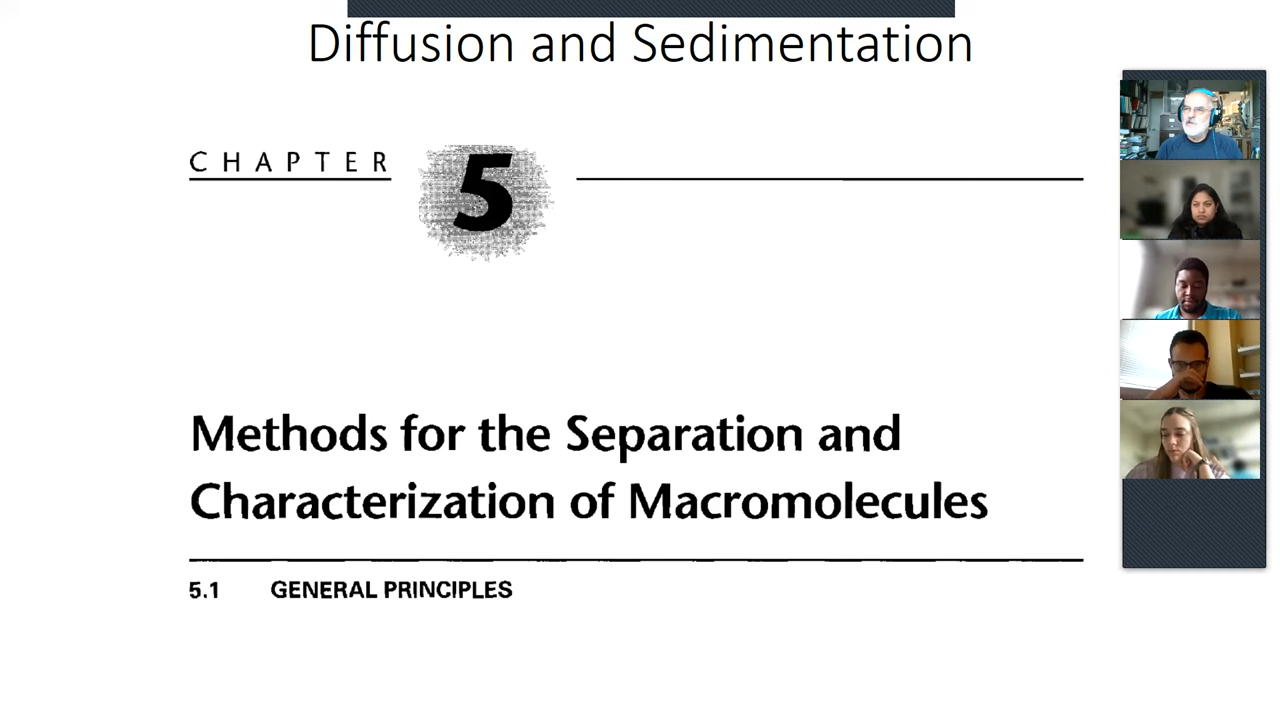 Diffusion and Sedimentation
CHAPTER 5
Methods for the Separation and
Characterization of Macromolecules
5.1 GENERAL PRINCIPLES